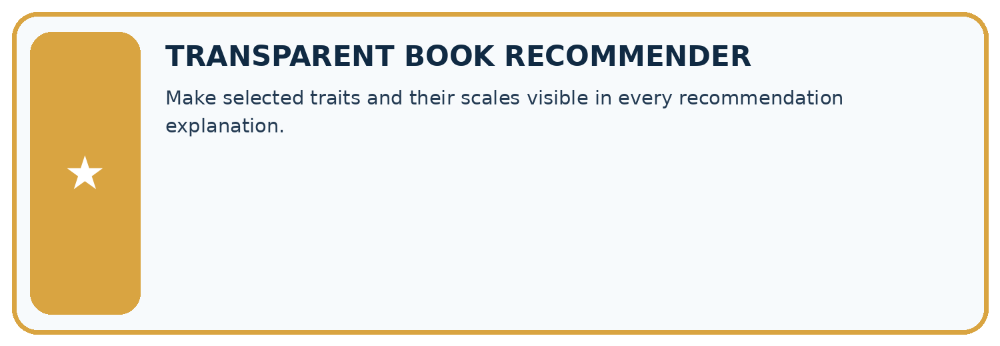 TRANSPARENT BOOK RECOMMENDER
Make selected traits and their scales visible in every recommendation
explanation.